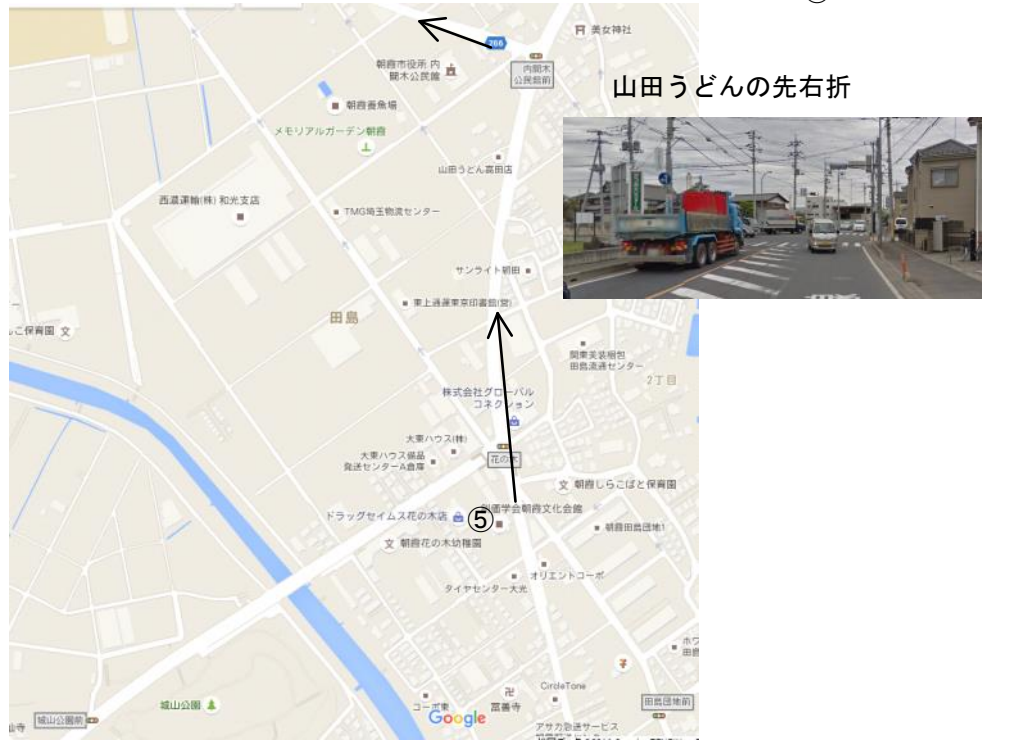 ⑤
266
美女神社
朝霞市役所 内
間木公民館
内間木
公民館前
山田うどんの先右折
朝霞養魚場
メモリアルガーデン朝霞
山田うどん高田店
西濃運輸(株) 和光支店
TMG埼玉物流センター
サンライト朝田
東上通運東京印書館(営)
田島
こ保育園
関東美装梱包
田島流通センター
2丁目
株式会社グローバル
コネクション
大東ハウス(株)
大東ハウス備品
発送センターA倉庫
花の木
朝霞しらこばと保育園
ドラッグセイムス花の木店
⑤
価学会朝霞文化会館
朝霞田島団地1
朝霞花の木幼稚園
オリエントコーポ
タイヤセンター大光
城山公園
CircleTone
コーポ東
富善寺
田島団地前
城山公園前
Google
アサカ急送サービス